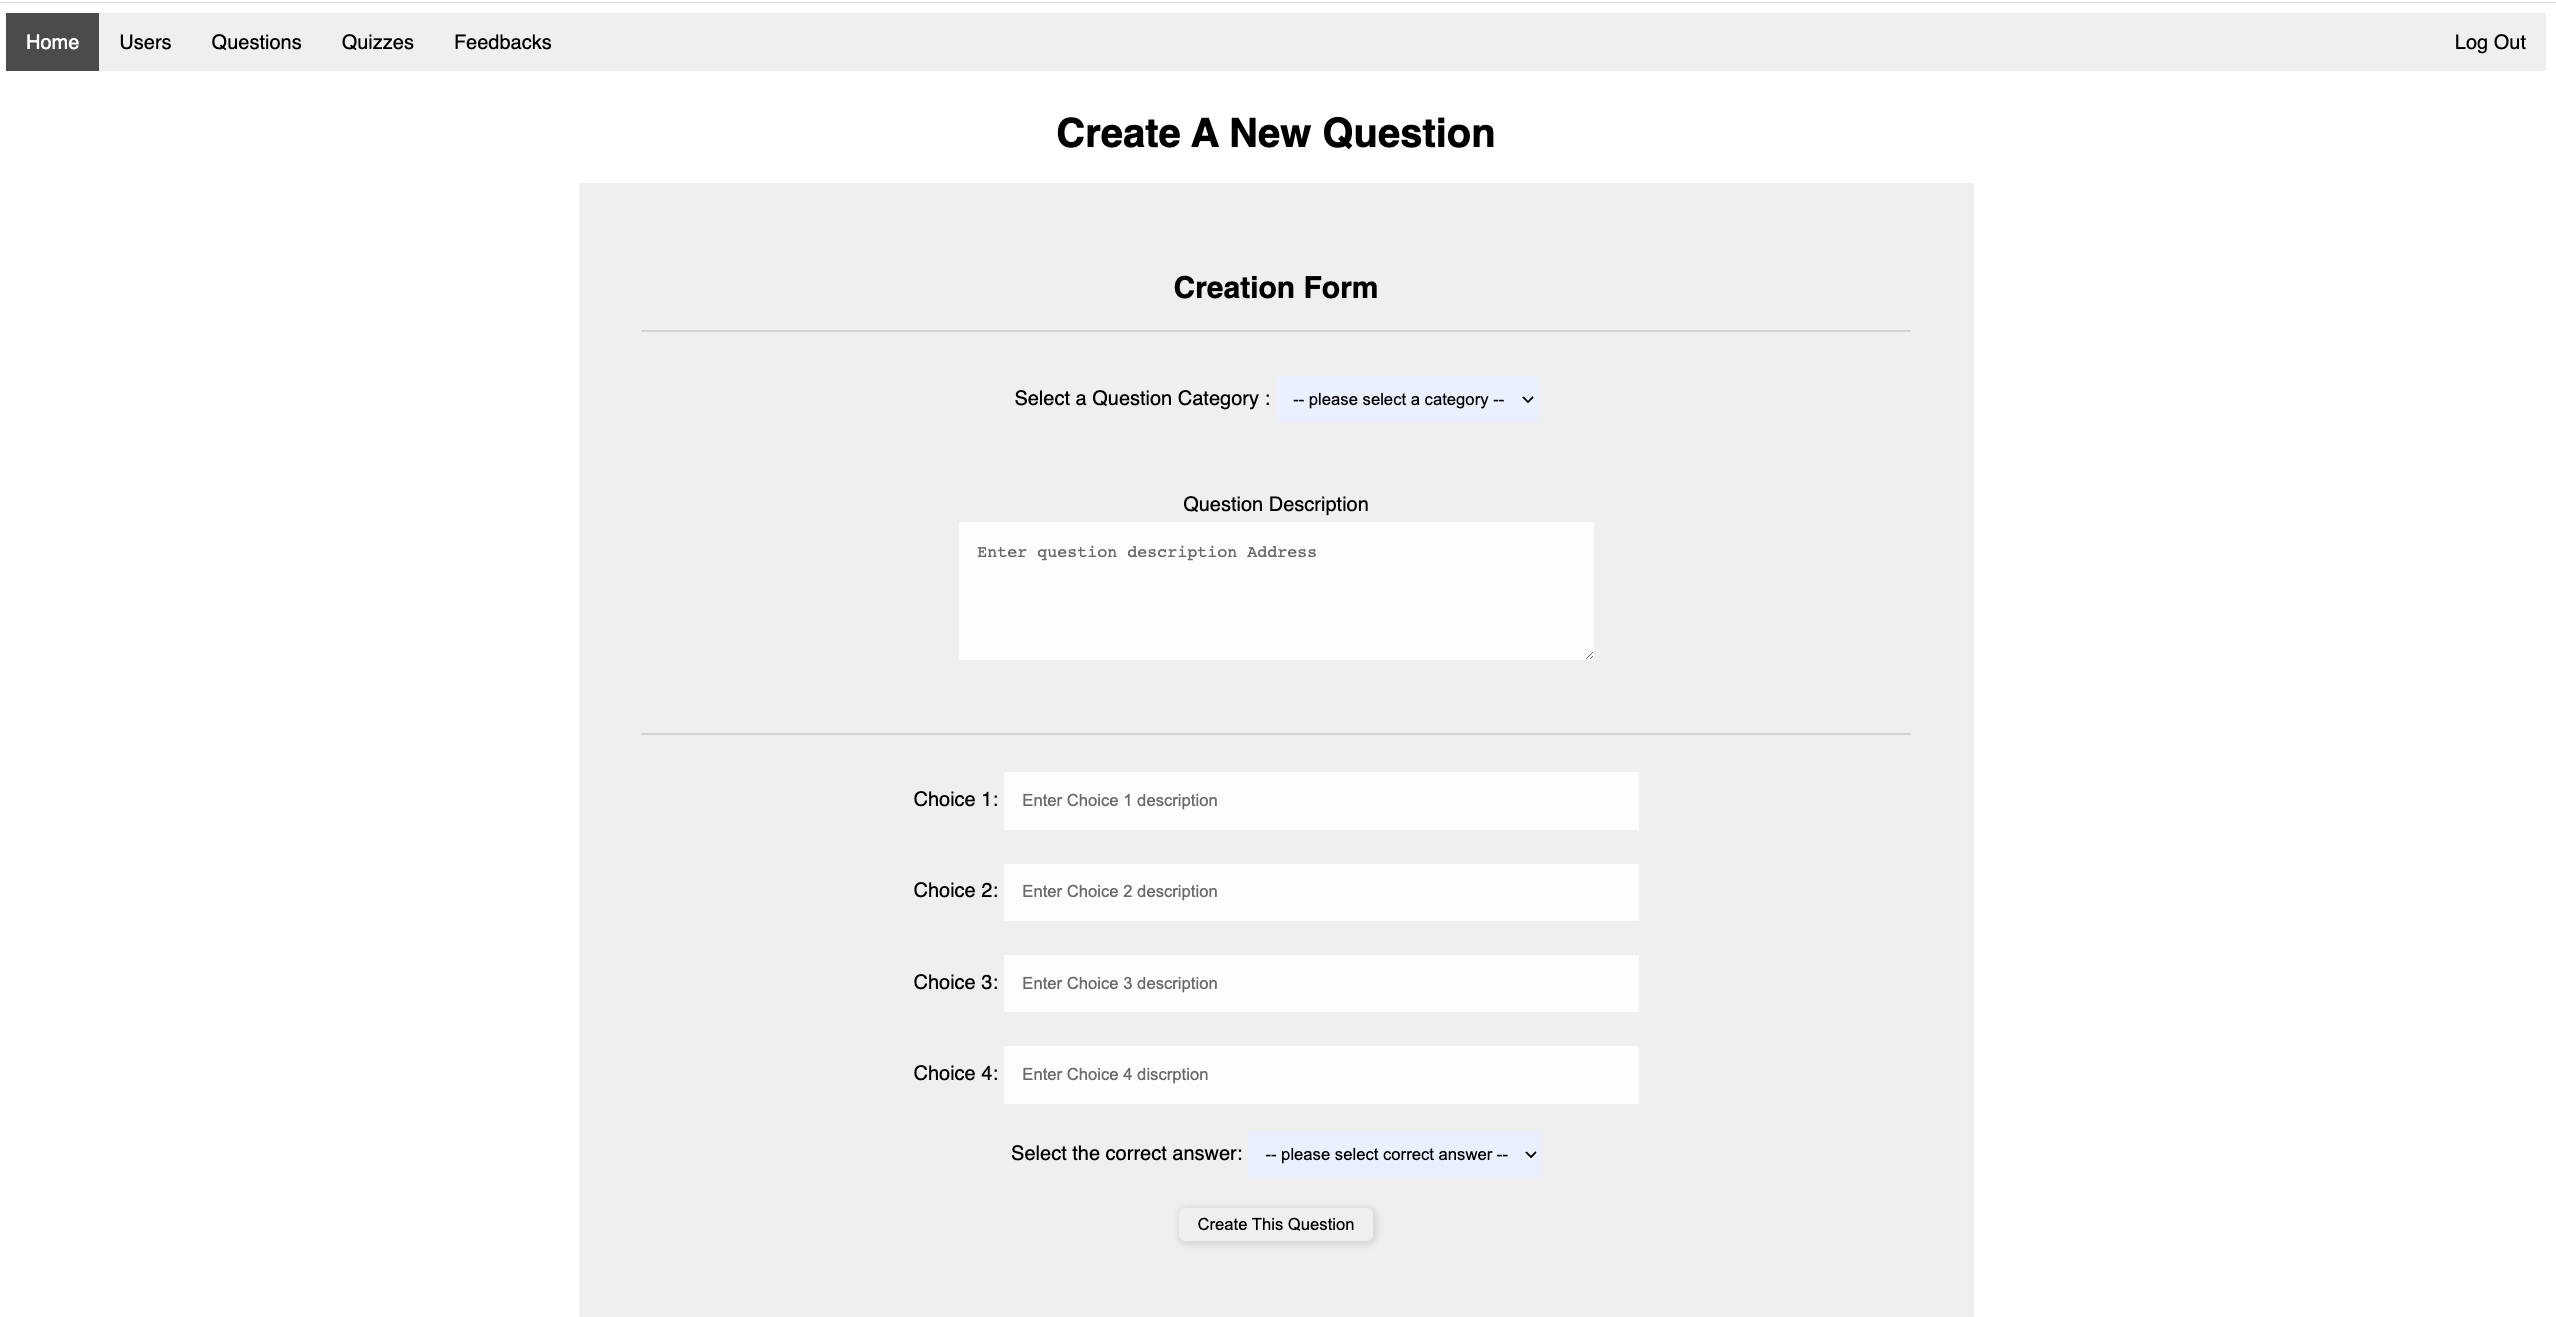 Home Users Questions Quizzes Feedbacks Log Out
Create A New Question
Creation Form
Select a Question Category : -- please select a category --
Question Description
Enter question description Address
Choice 1: Enter Choice 1 description
Choice 2: Enter Choice 2 description
Choice 3: Enter Choice 3 description
Choice 4: Enter Choice 4 discrption
Select the correct answer: -- please select correct answer --
Create This Question